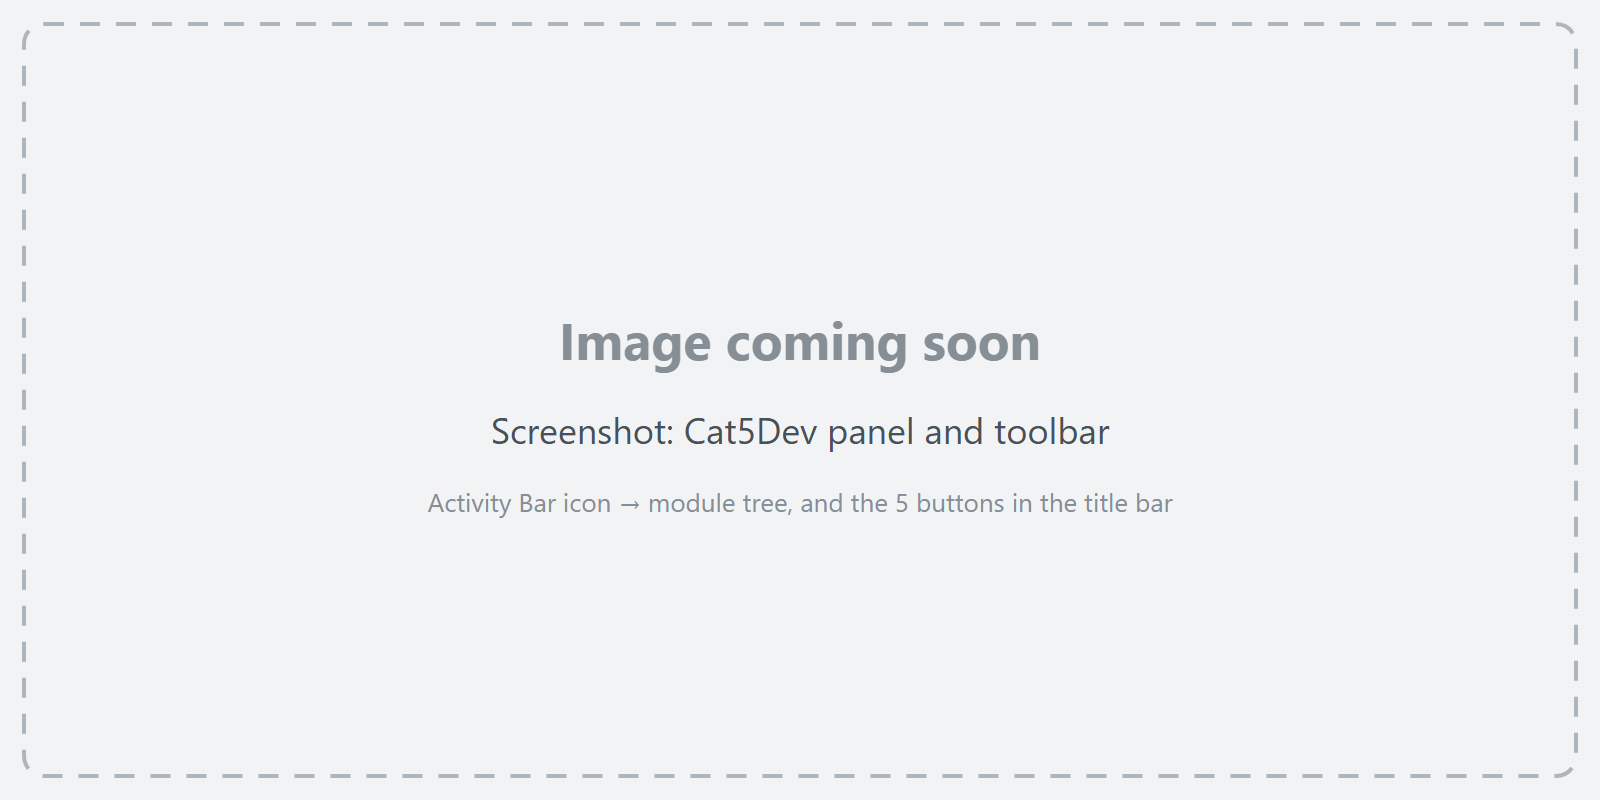 Image coming soon
Screenshot: Cat5Dev panel and toolbar
Activity Bar icon → module tree, and the 5 buttons in the title bar